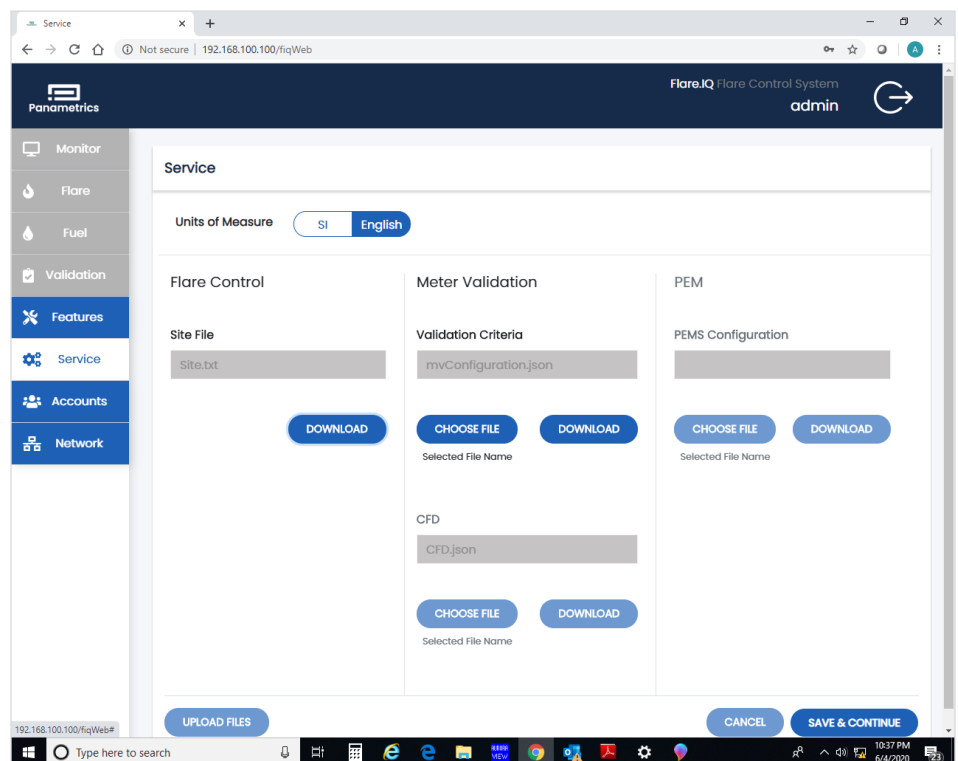 Service
Not secure | 192.168.100.100/fiqWeb
A
Panametrics
Flare.IQ Flare Control System
admin
Monitor
Flare
Fuel
Validation
Features
Service
Accounts
Network
Service
Units of Measure
SI English
Flare Control
Site File
Site.txt
DOWNLOAD
Meter Validation
Validation Criteria
mvConfiguration.json
CHOOSE FILE DOWNLOAD
Selected File Name
CFD
CFD.json
CHOOSE FILE DOWNLOAD
Selected File Name
PEM
PEMS Configuration
CHOOSE FILE DOWNLOAD
Selected File Name
UPLOAD FILES
CANCEL SAVE & CONTINUE
192.168.100.100/fiqWeb#
Type here to search
VIEW
10:37 PM
6/4/2020
23